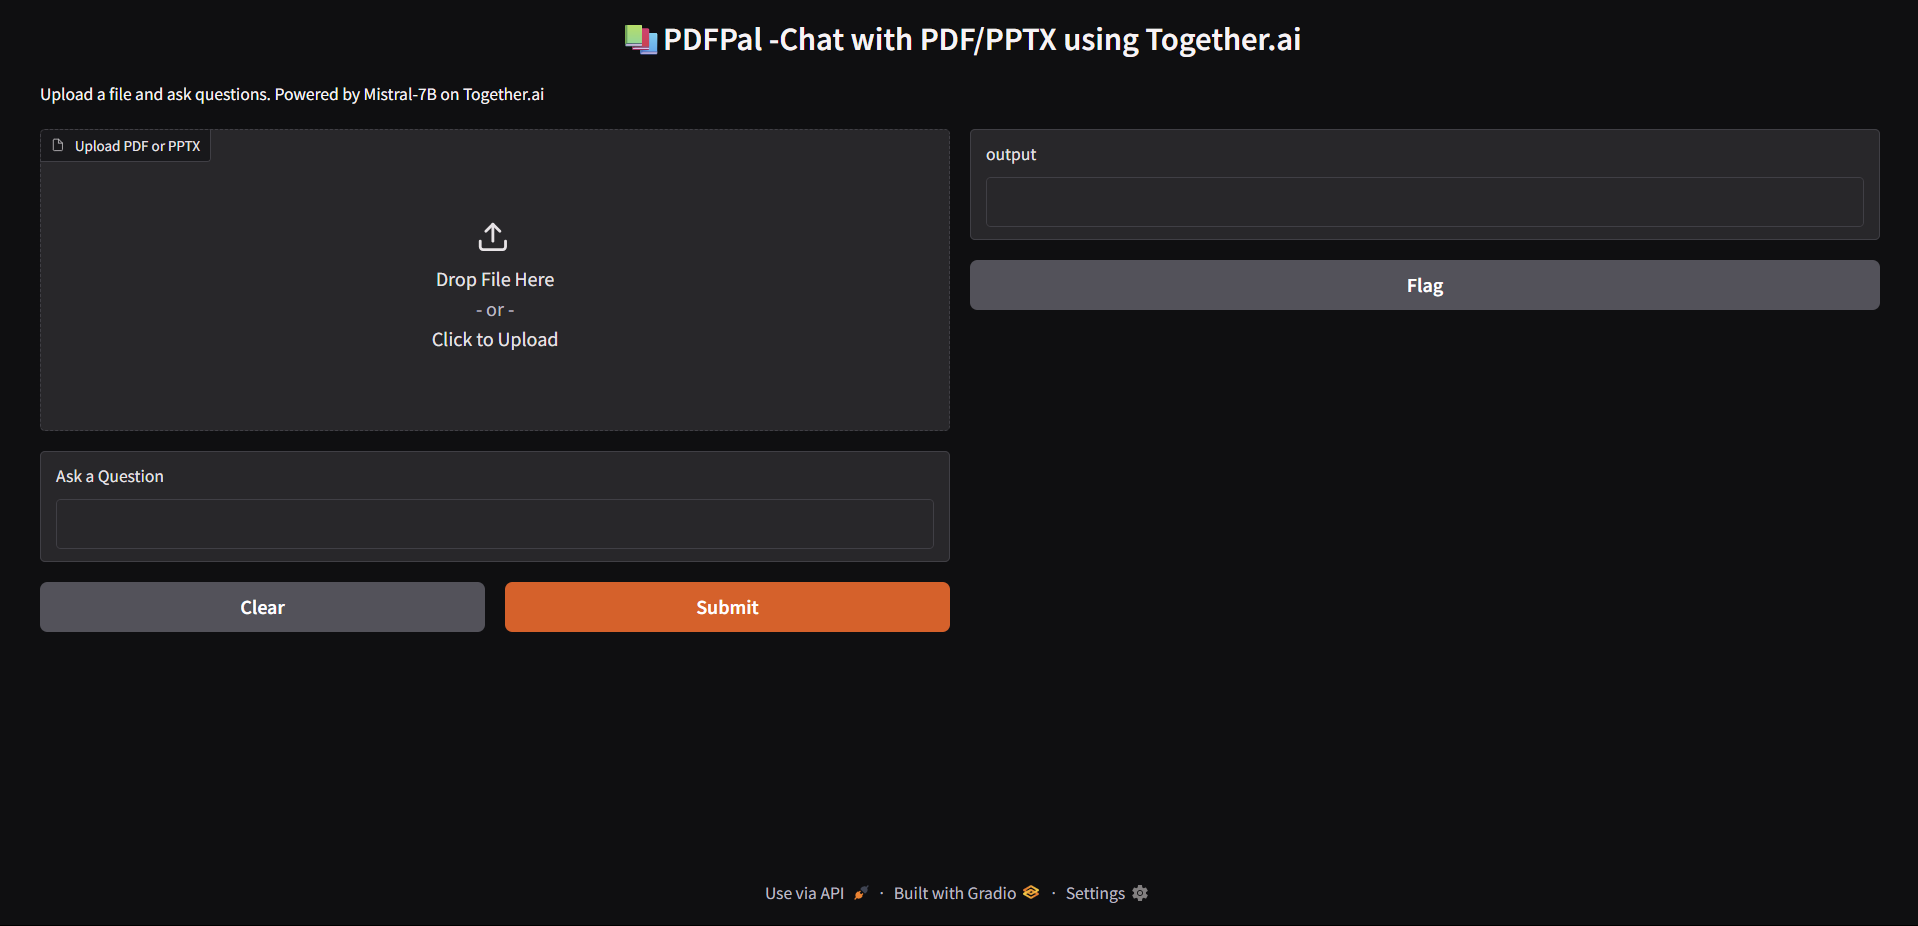 PDFPal -Chat with PDF/PPTX using Together.ai
Upload a file and ask questions. Powered by Mistral-7B on Together.ai
Upload PDF or PPTX
Drop File Here
- or -
Click to Upload
Ask a Question
Clear
Submit
output
Flag
Use via API · Built with Gradio · Settings